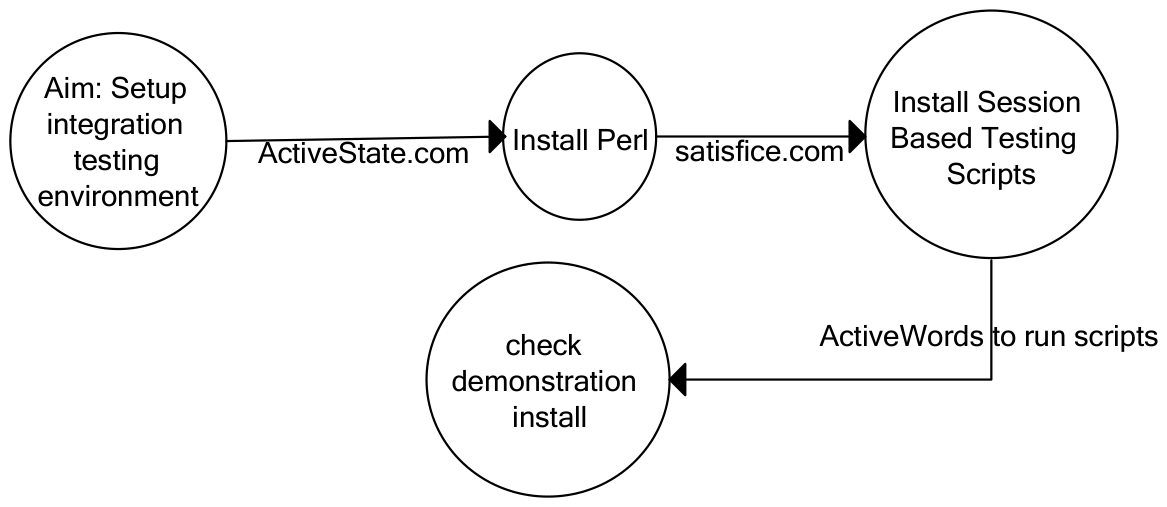 Aim: Setup
integration
testing
environment
ActiveState.com
Install Perl
satisfice.com
Install Session
Based Testing
Scripts
ActiveWords to run scripts
check
demonstration
install